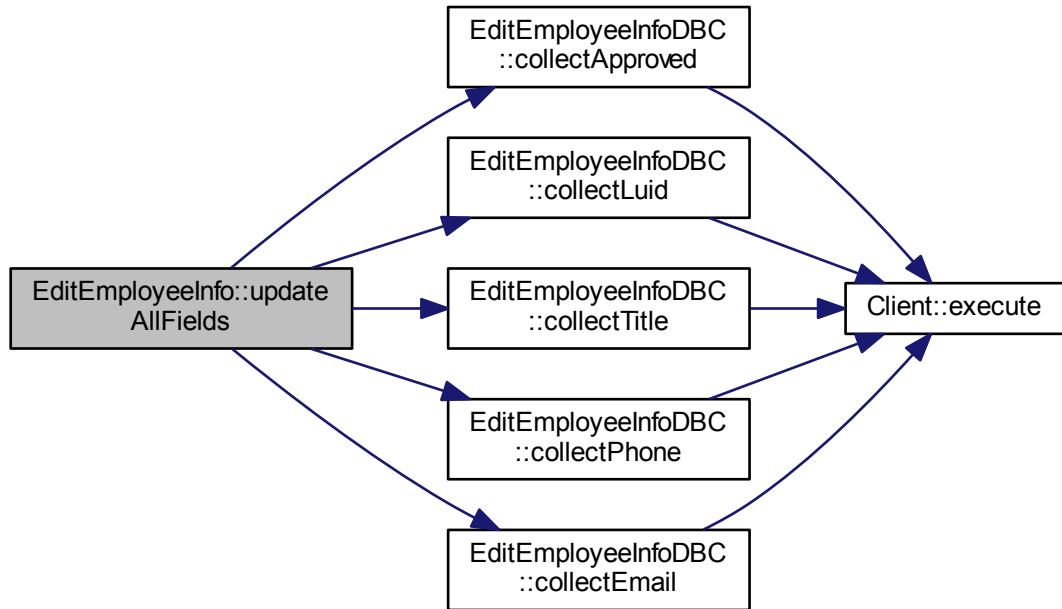 EditEmployeeInfoDBC
::collectApproved
EditEmployeeInfoDBC
::collectLuid
EditEmployeeInfo::update
AllFields
EditEmployeeInfoDBC
::collectTitle
Client::execute
EditEmployeeInfoDBC
::collectPhone
EditEmployeeInfoDBC
::collectEmail